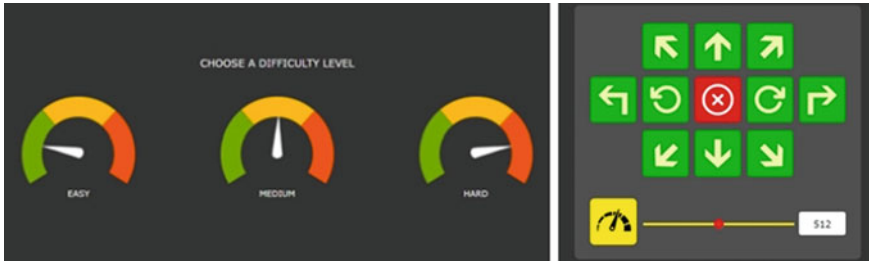 CHOOSE A DIFFICULTY LEVEL
EASY
MEDIUM
HARD
512